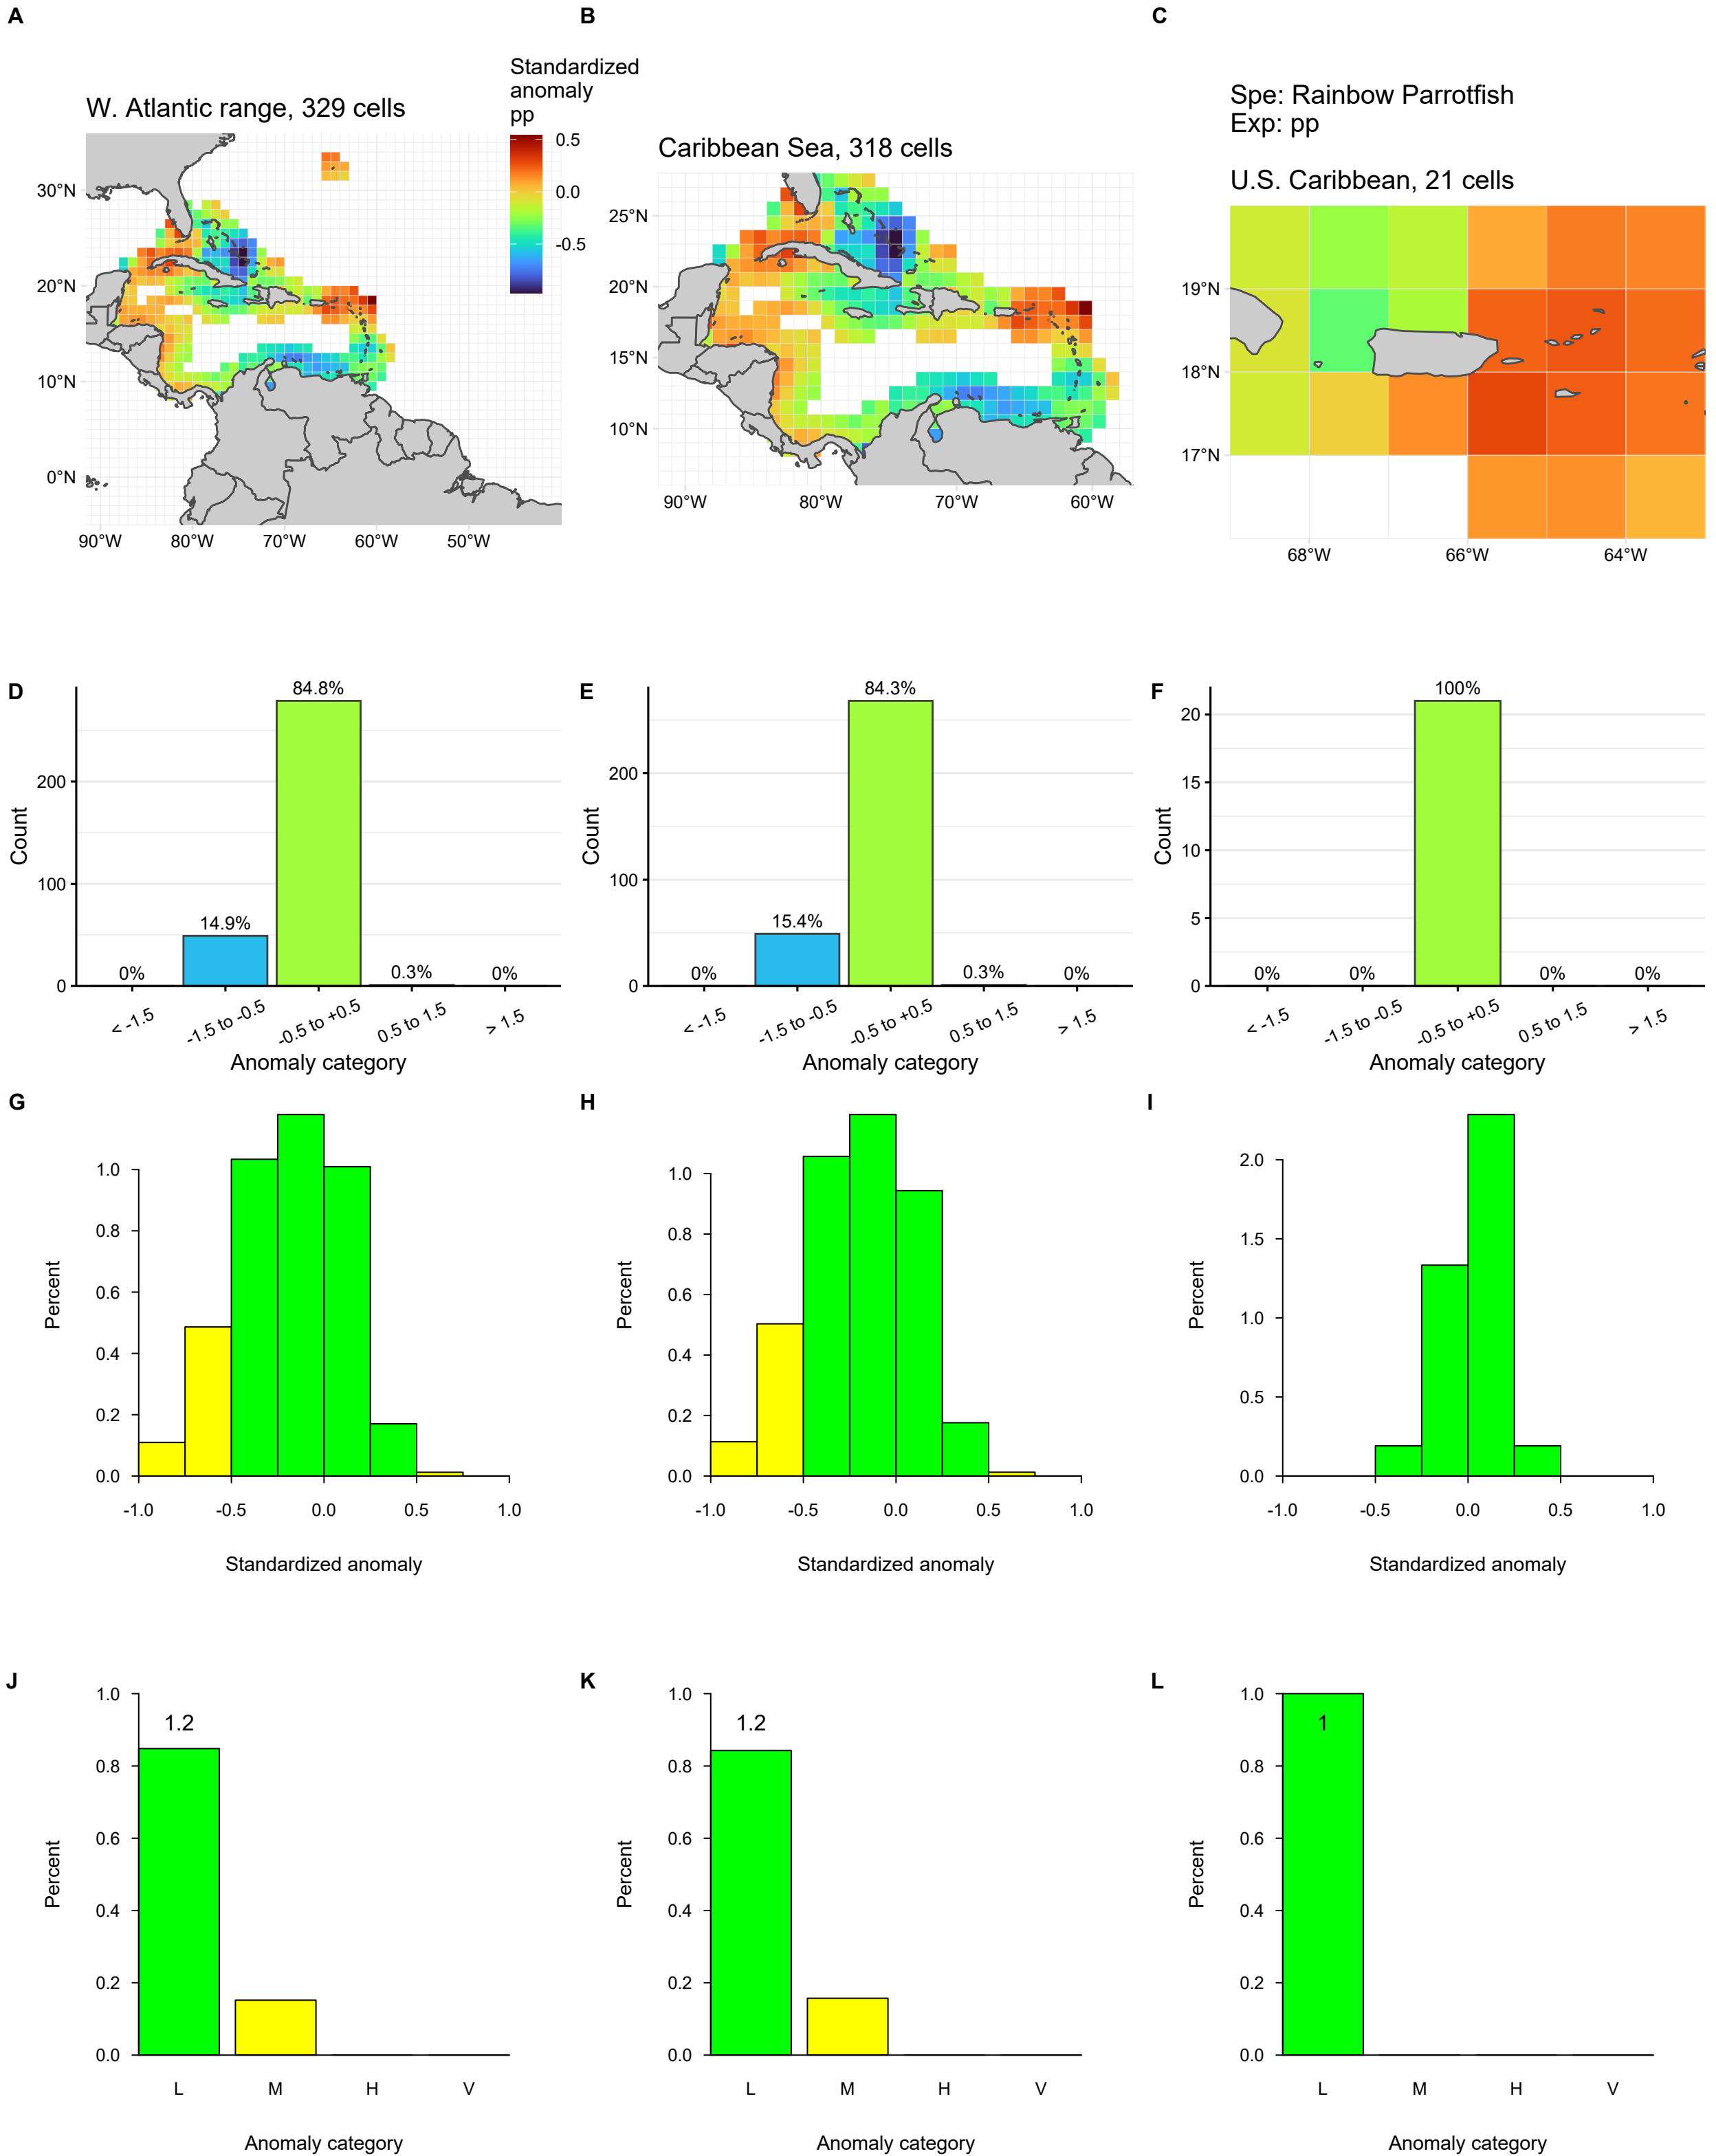 A
B
C
Standardized
anomaly
pp
W. Atlantic range, 329 cells
0.5
0.0
-0.5
30°N
20°N
10°N
0°N
90°W
80°W
70°W
60°W
50°W
Caribbean Sea, 318 cells
25°N
20°N
15°N
10°N
90°W
80°W
70°W
60°W
Spe: Rainbow Parrotfish
Exp: pp
U.S. Caribbean, 21 cells
19°N
18°N
17°N
68°W
66°W
64°W
D
Count
200
100
0
0%
14.9%
84.8%
0.3%
0%
< -1.5
-1.5 to -0.5
-0.5 to +0.5
0.5 to 1.5
> 1.5
Anomaly category
E
Count
200
100
0
0%
15.4%
84.3%
0.3%
0%
< -1.5
-1.5 to -0.5
-0.5 to +0.5
0.5 to 1.5
> 1.5
Anomaly category
F
Count
20
15
10
5
0
0%
0%
100%
0%
0%
< -1.5
-1.5 to -0.5
-0.5 to +0.5
0.5 to 1.5
> 1.5
Anomaly category
G
Percent
1.0
0.8
0.6
0.4
0.2
0.0
-1.0
-0.5
0.0
0.5
1.0
Standardized anomaly
H
Percent
1.0
0.8
0.6
0.4
0.2
0.0
-1.0
-0.5
0.0
0.5
1.0
Standardized anomaly
I
Percent
2.0
1.5
1.0
0.5
0.0
-1.0
-0.5
0.0
0.5
1.0
Standardized anomaly
J
Percent
1.0
0.8
0.6
0.4
0.2
0.0
1.2
L
M
H
V
Anomaly category
K
Percent
1.0
0.8
0.6
0.4
0.2
0.0
1.2
L
M
H
V
Anomaly category
L
Percent
1.0
0.8
0.6
0.4
0.2
0.0
1
L
M
H
V
Anomaly category